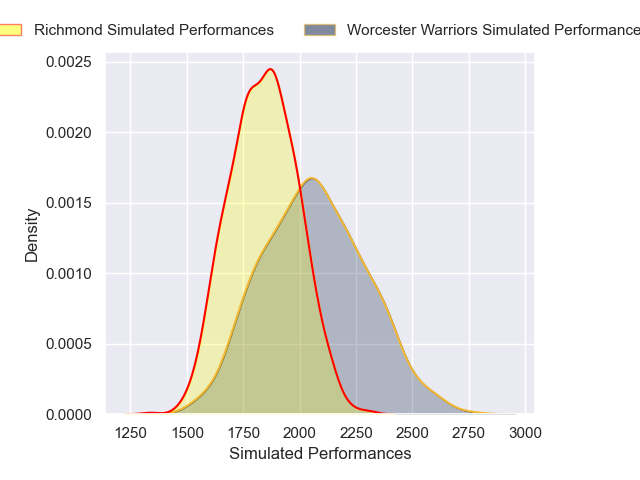 Richmond Simulated Performances Worcester Warriors Simulated Performance
0.0025
0.0020
0.0015
0.0010
0.0005
0.0000
Density
1250 1500 1750 2000 2250 2500 2750 3000
Simulated Performances